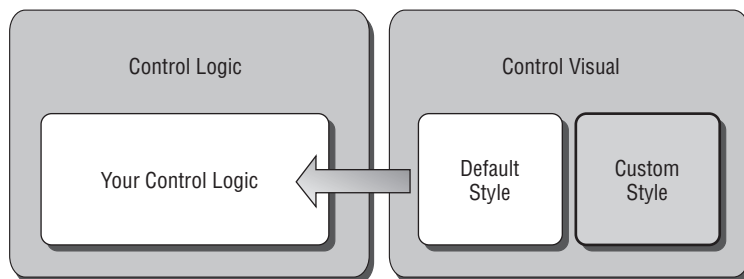 Control Logic
Control Visual
Your Control Logic
Default
Style
Custom
Style